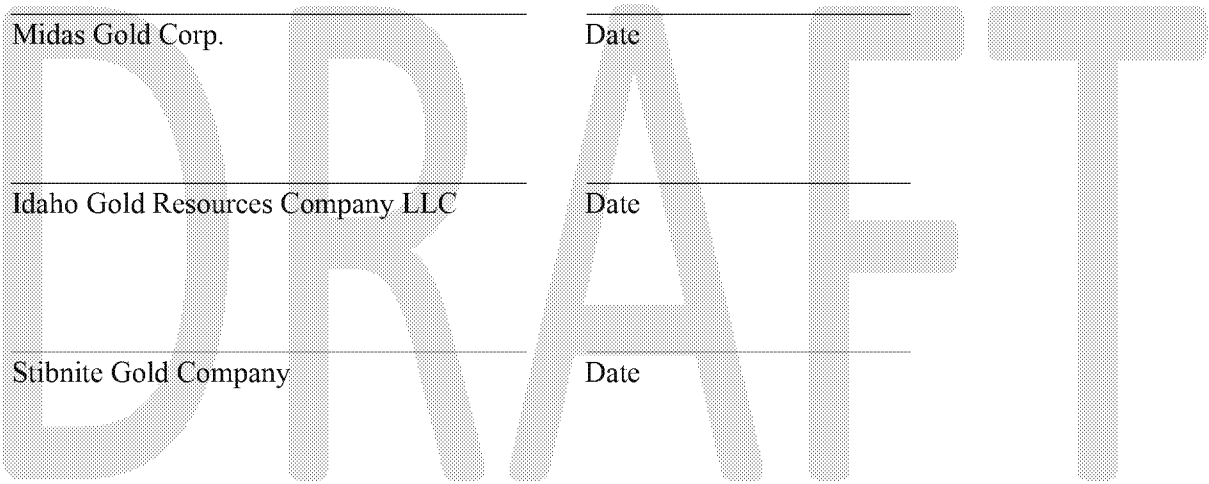 DRAFT
Midas Gold Corp. Date
Idaho Gold Resources Company LLC Date
Stibnite Gold Company Date